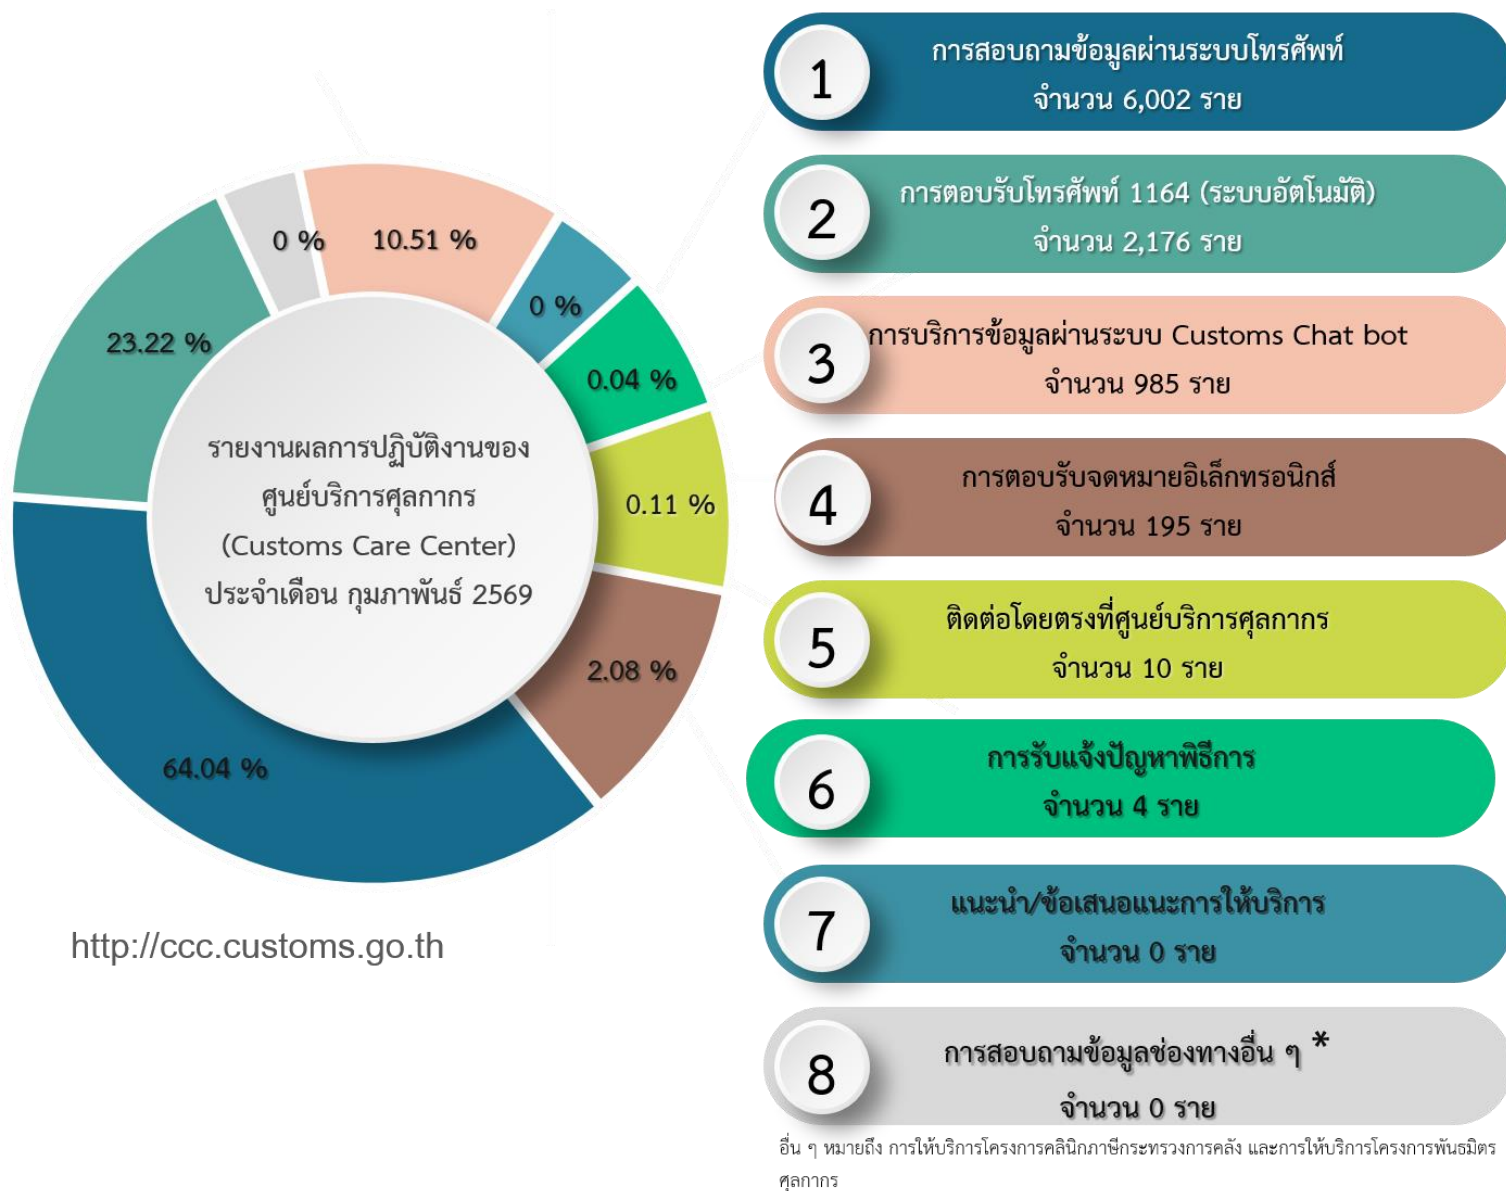 0 %
10.51 %
0 %
23.22 %
0.04 %
0.11 %
2.08 %
64.04 %
รายงานผลการปฏิบัติงานของ
ศูนย์บริการศุลกากร
(Customs Care Center)
ประจำเดือน กุมภาพันธ์ 2569
http://ccc.customs.go.th
1
การสอบถามข้อมูลผ่านระบบโทรศัพท์
จำนวน 6,002 ราย
2
การตอบรับโทรศัพท์ 1164 (ระบบอัตโนมัติ)
จำนวน 2,176 ราย
3
การบริการข้อมูลผ่านระบบ Customs Chat bot
จำนวน 985 ราย
4
การตอบรับจดหมายอิเล็กทรอนิกส์
จำนวน 195 ราย
5
ติดต่อโดยตรงที่ศูนย์บริการศุลกากร
จำนวน 10 ราย
6
การรับแจ้งปัญหาพิธีการ
จำนวน 4 ราย
7
แนะนำ/ข้อเสนอแนะการให้บริการ
จำนวน 0 ราย
8
การสอบถามข้อมูลช่องทางอื่น ๆ *
จำนวน 0 ราย
อื่น ๆ หมายถึง การให้บริการโครงการคลินิกภาษีกระทรวงการคลัง และการให้บริการโครงการพันธมิตร
ศุลกากร